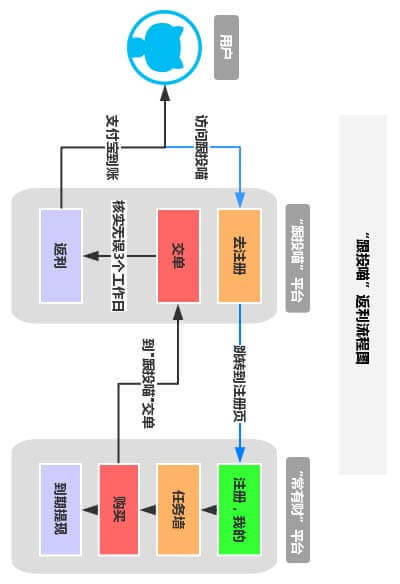 “跟投喵”返利流程图
用户
访问跟投喵
支付宝到账
“跟投喵”平台
去注册
交单
核实无误3个工作日
返利
跳转到注册页
到“跟投喵”交单
“常有财”平台
注册，我的
任务墙
购买
到期提现